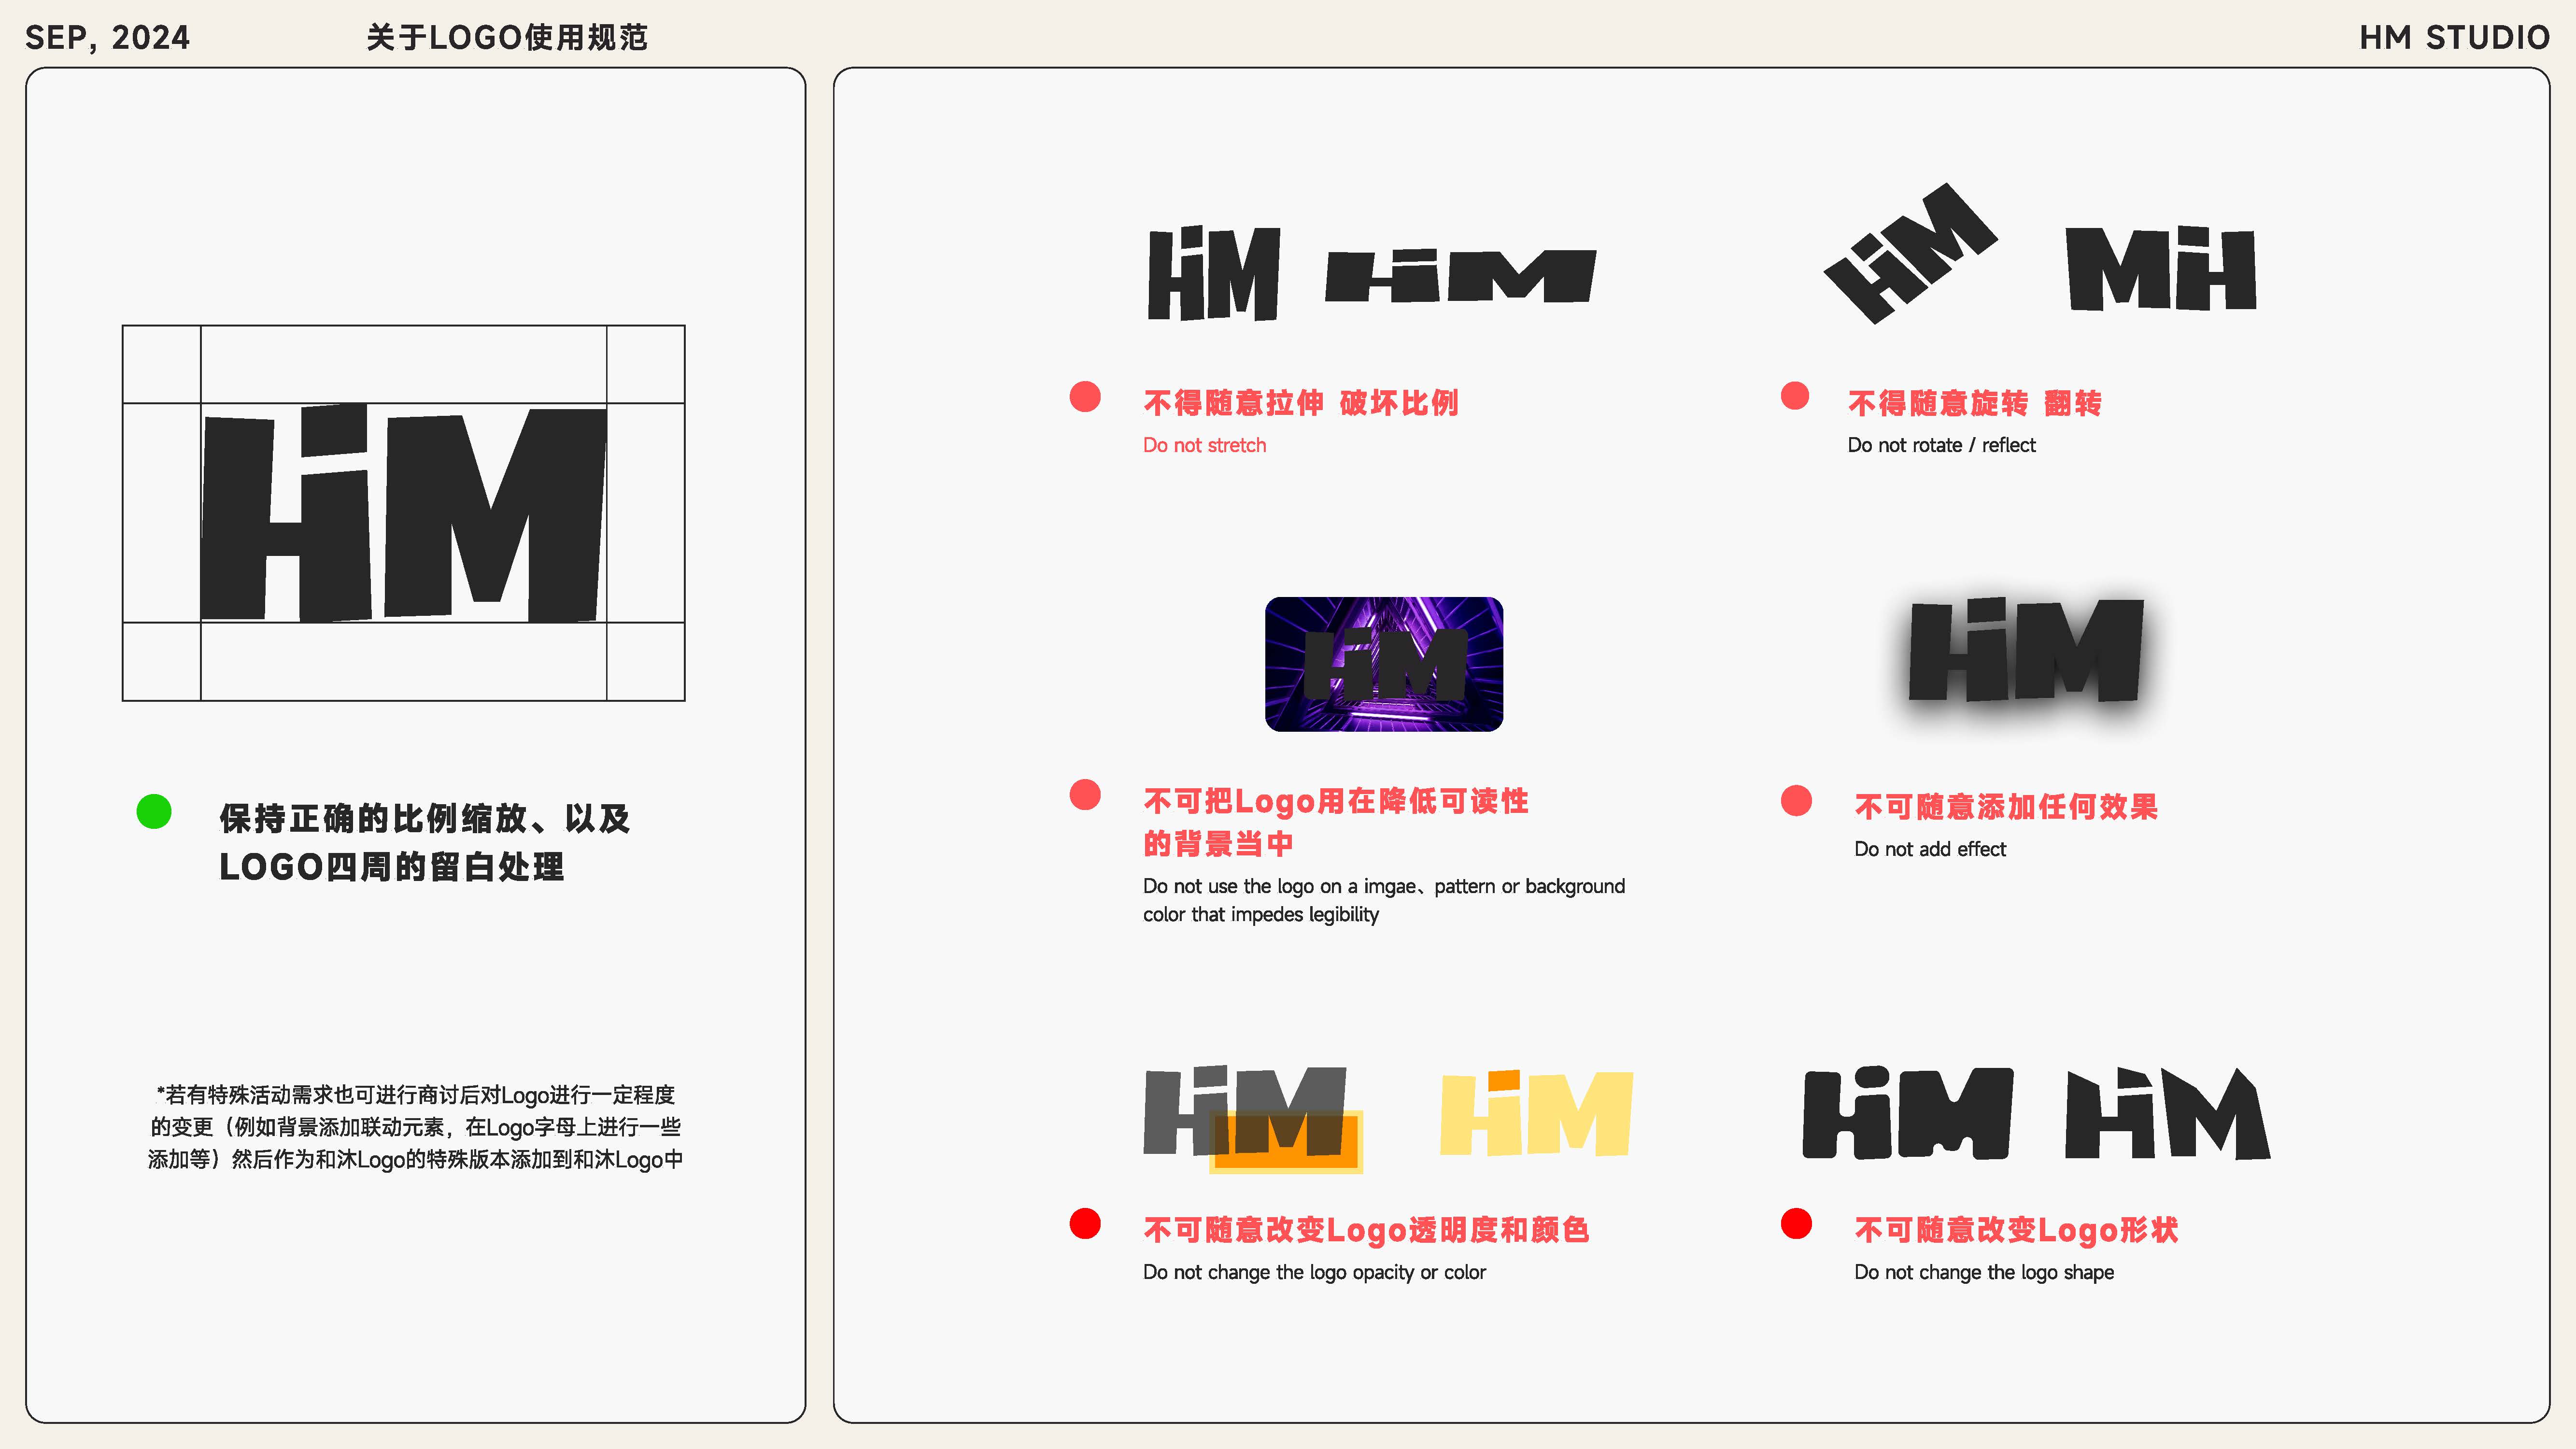 SEP, 2024
关于LOGO使用规范
HM STUDIO
HM
保持正确的比例缩放、以及
LOGO四周的留白处理
*若有特殊活动需求也可进行商讨后对Logo进行一定程度
的变更（例如背景添加联动元素，在Logo字母上进行一些
添加等）然后作为和沐Logo的特殊版本添加到和沐Logo中
HM HM
不得随意拉伸 破坏比例
Do not stretch
HM MH
不得随意旋转 翻转
Do not rotate / reflect
HM
不可把Logo用在降低可读性
的背景当中
Do not use the logo on a imgae、pattern or background
color that impedes legibility
HM
不可随意添加任何效果
Do not add effect
HM HM
不可随意改变Logo透明度和颜色
Do not change the logo opacity or color
HM HM
不可随意改变Logo形状
Do not change the logo shape